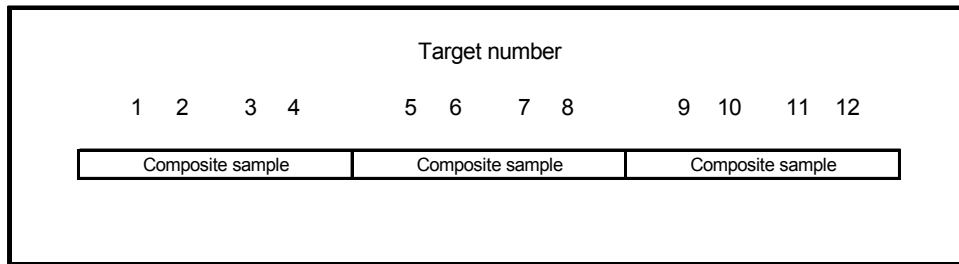 Target number
1 2 3 4 5 6 7 8 9 10 11 12
Composite sample Composite sample Composite sample